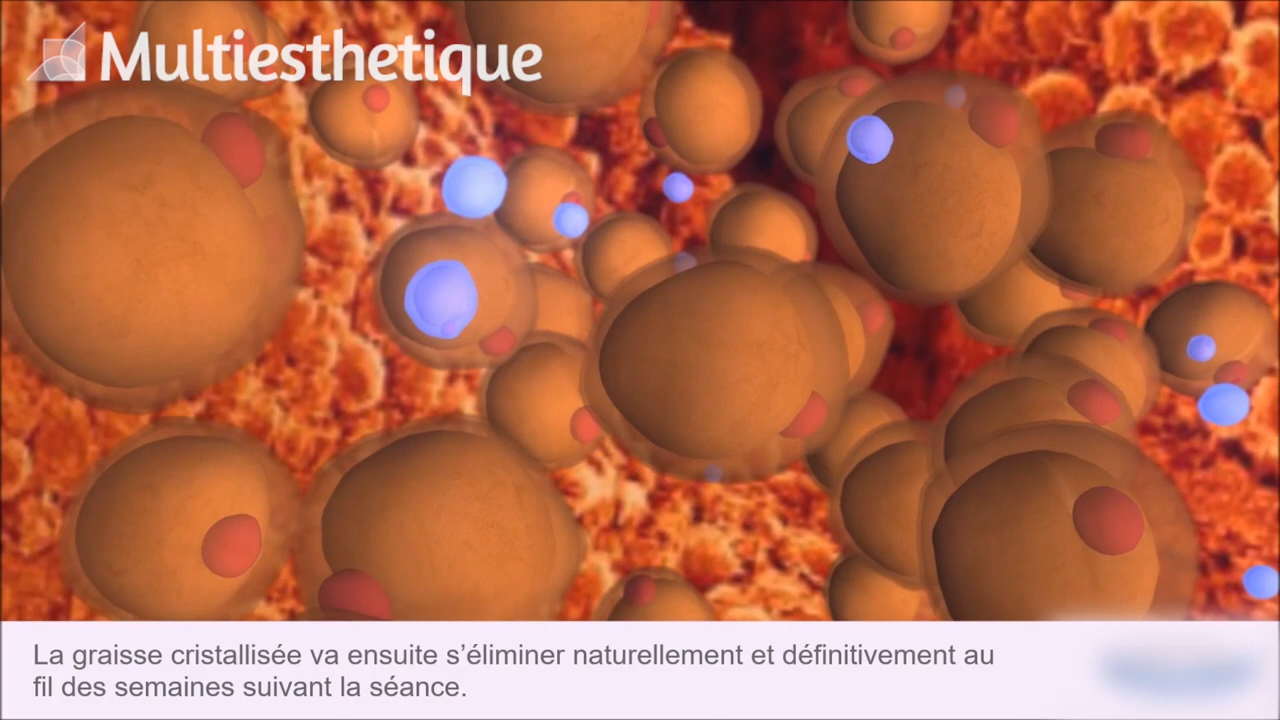 Multiesthetique
La graisse cristallisée va ensuite s’éliminer naturellement et définitivement au
fil des semaines suivant la séance.